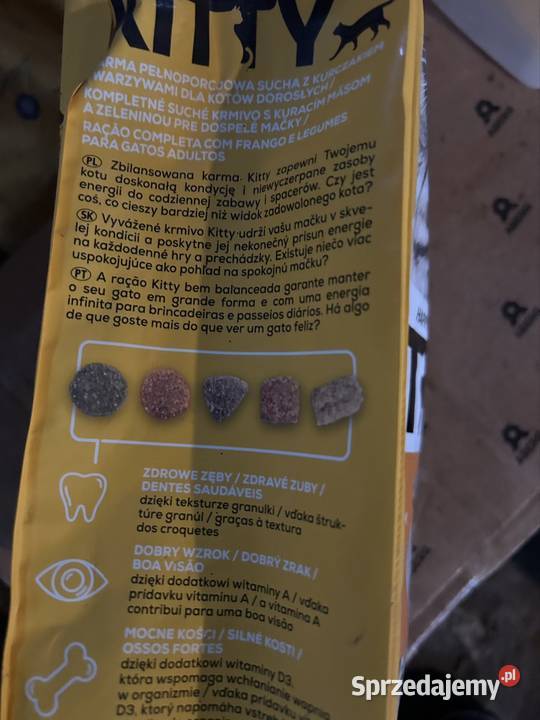 KITTY
KARMA PEŁNOPORCJOWA SUCHA Z KURCZAKIEM
I WARZYWAMI DLA KOTÓW DOROSŁYCH /
KOMPLETNÉ SUCHÉ KRMIVO S KURACÍM MÄSOM
A ZELENINOU PRE DOSPELÉ MAČKY /
RAÇÃO COMPLETA COM FRANGO E LEGUMES
PARA GATOS ADULTOS
PL Zbilansowana karma Kitty zapewni Twojemu
kotu doskonałą kondycję i niewyczerpane zasoby
energii do codziennej zabawy i spacerów. Czy jest
coś, co cieszy bardziej niż widok zadowolonego kota?
SK Vyvážené krmivo Kitty udrží vašu mačku v skve-
lej kondícii a poskytne jej nekonečný prísun energie
na každodenné hry a prechádzky. Existuje niečo viac
uspokojujúce ako pohľad na spokojnú mačku?
PT A ração Kitty bem balanceada garante manter
o seu gato em grande forma e com uma energia
infinita para brincadeiras e passeios diários. Há algo
de que goste mais do que ver um gato feliz?
ZDROWE ZĘBY / ZDRAVÉ ZUBY /
DENTES SAUDÁVEIS
dzięki teksturze granulki / vďaka štruk-
túre granúl / graças à textura
dos croquetes
DOBRY WZROK / DOBRÝ ZRAK /
BOA VISÃO
dzięki dodatkowi witaminy A / vďaka
prídavku vitamínu A / a vitamina A
contribui para uma boa visão
MOCNE KOŚCI / SILNÉ KOSTI /
OSSOS FORTES
dzięki dodatkowi witaminy D3,
która wspomaga wchłanianie wapnia
w organizmie / vďaka prídavku
D3, ktorý napomáha
Sprzedajemy.pl